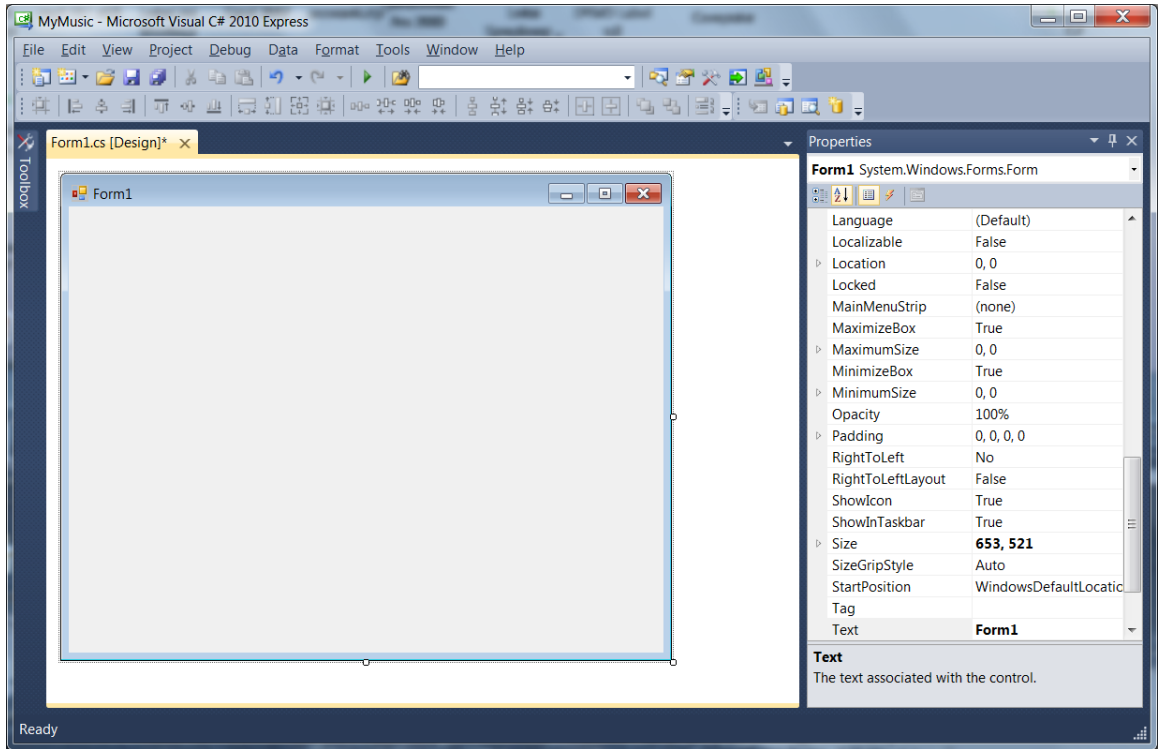 MyMusic - Microsoft Visual C# 2010 Express
File Edit View Project Debug Data Format Tools Window Help
Toolbox
Form1.cs [Design]*
Form1
Properties
Form1 System.Windows.Forms.Form
Language (Default)
Localizable False
Location 0, 0
Locked False
MainMenuStrip (none)
MaximizeBox True
MaximumSize 0, 0
MinimizeBox True
MinimumSize 0, 0
Opacity 100%
Padding 0, 0, 0, 0
RightToLeft No
RightToLeftLayout False
ShowIcon True
ShowInTaskbar True
Size 653, 521
SizeGripStyle Auto
StartPosition WindowsDefaultLocatic
Tag
Text Form1
Text
The text associated with the control.
Ready